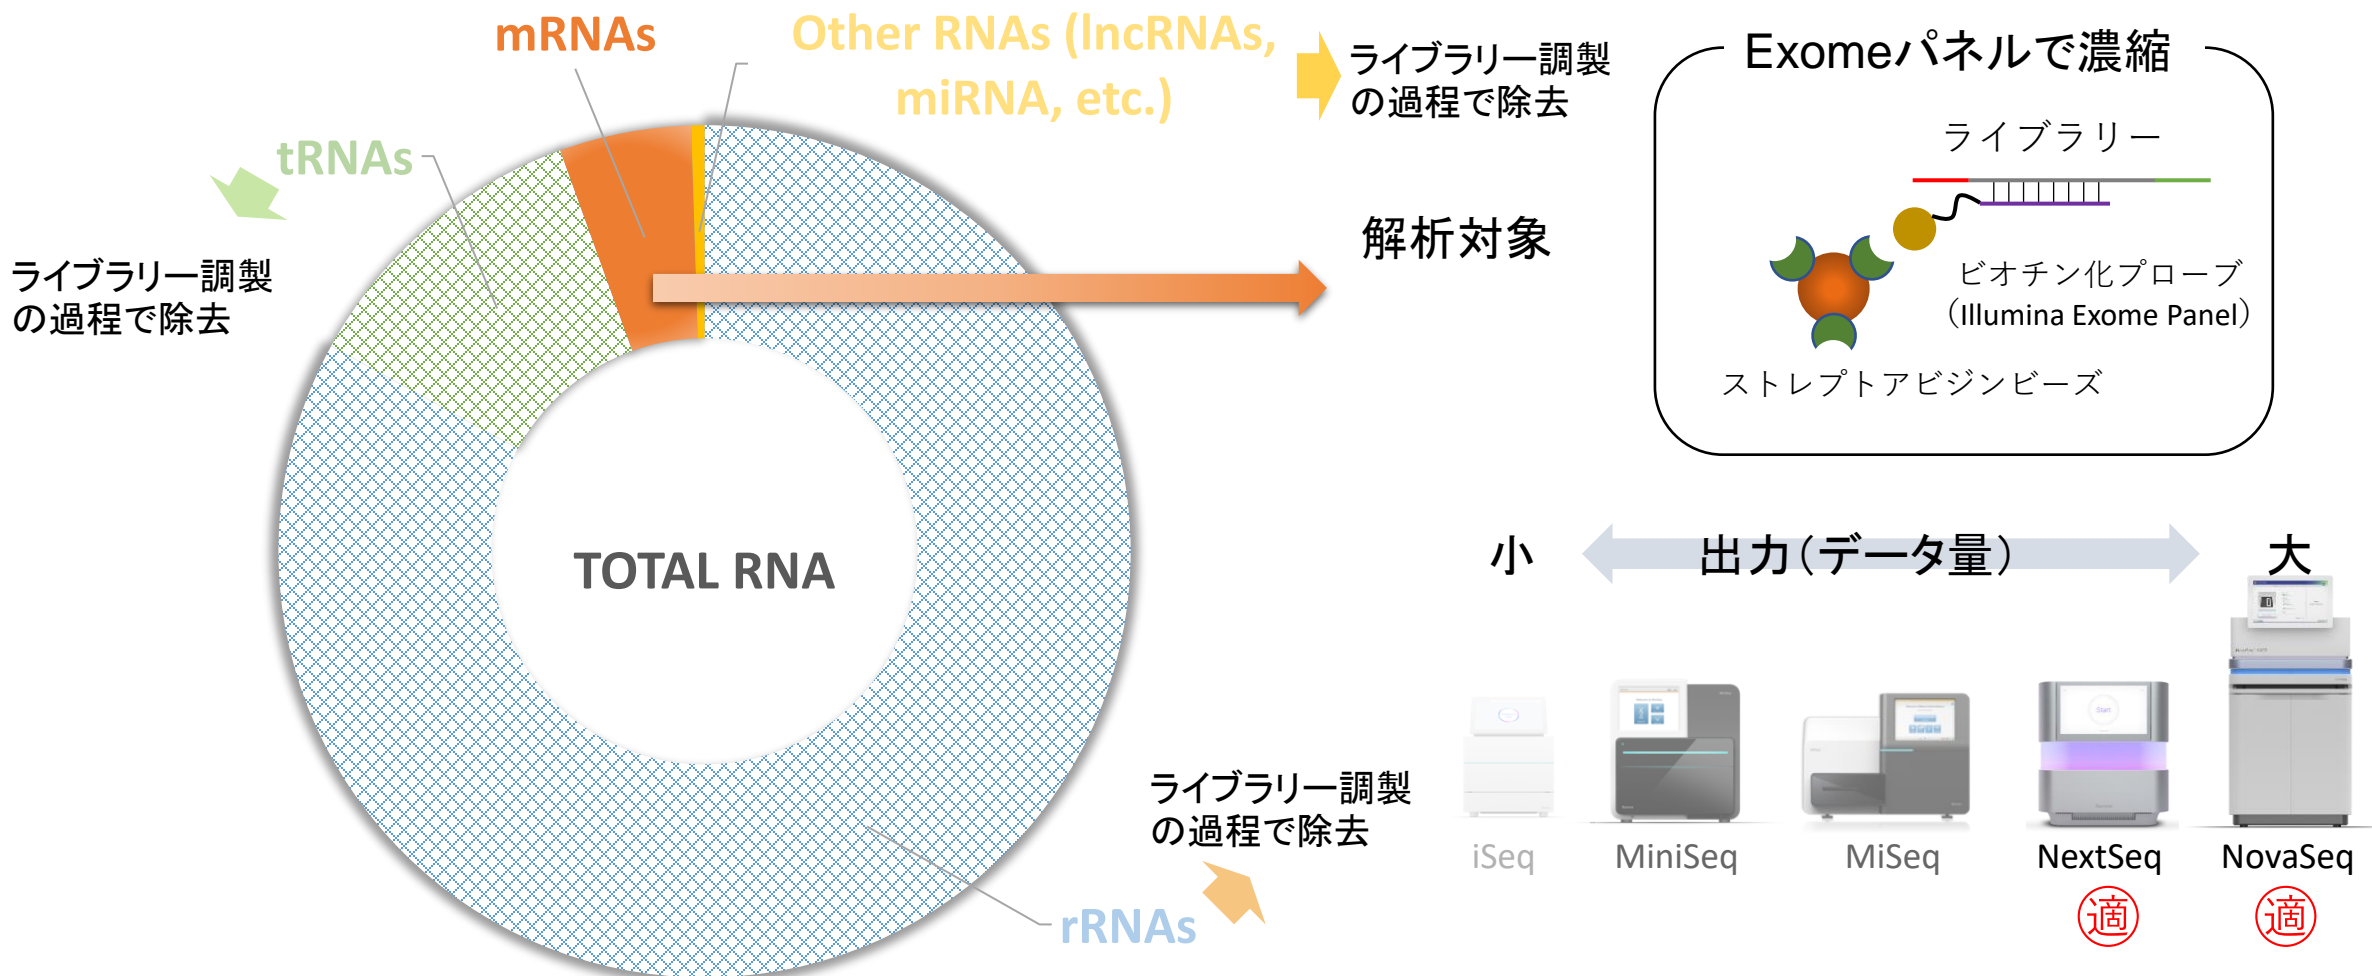 mRNAs
Other RNAs (lncRNAs,
miRNA, etc.)
ライブラリー調製
の過程で除去
tRNAs
ライブラリー調製
の過程で除去
解析対象
TOTAL RNA
ライブラリー調製
の過程で除去
rRNAs
Exomeパネルで濃縮
ライブラリー
ビオチン化プローブ
（Illumina Exome Panel）
ストレプトアビジンビーズ
小
出力（データ量）
大
Start
iSeq
MiniSeq
MiSeq
NextSeq
NovaSeq
適
適